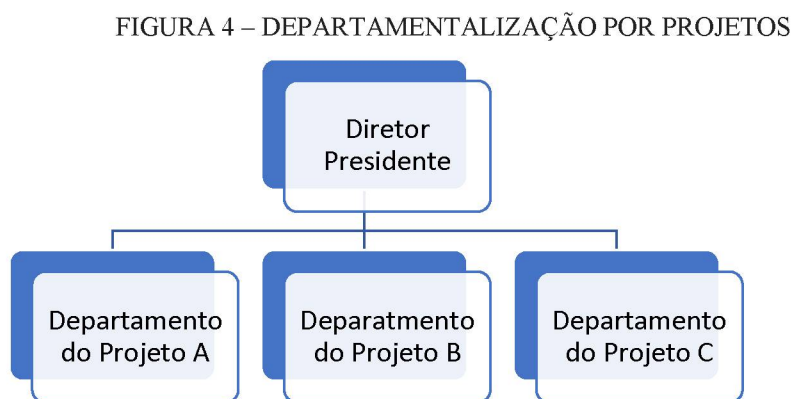 FIGURA 4 – DEPARTAMENTALIZAÇÃO POR PROJETOS
Diretor
Presidente
Departamento
do Projeto A
Deparatmento
do Projeto B
Departamento
do Projeto C